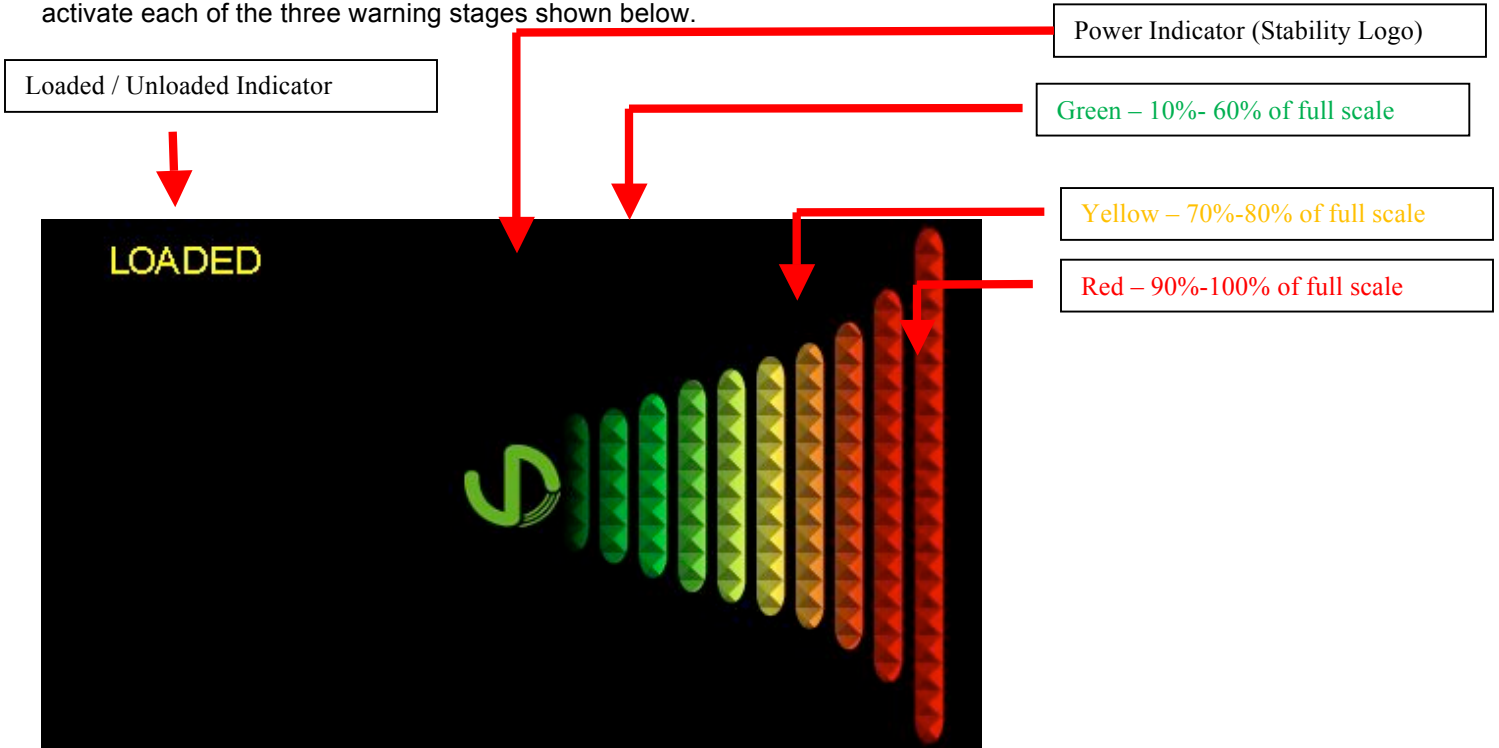 activate each of the three warning stages shown below.
Power Indicator (Stability Logo)
Loaded / Unloaded Indicator
Green – 10%- 60% of full scale
Yellow – 70%-80% of full scale
LOADED
Red – 90%-100% of full scale